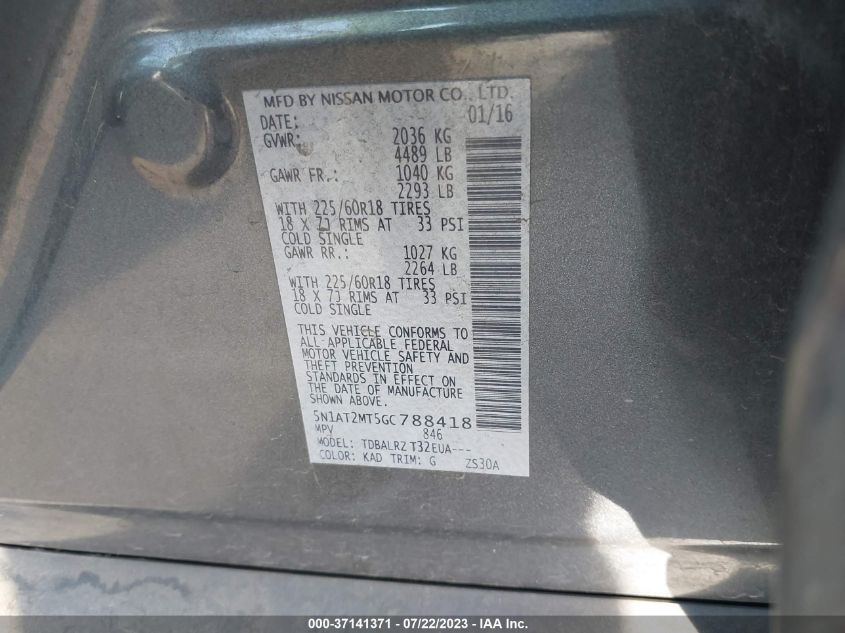 MFD BY NISSAN MOTOR CO., LTD.
DATE: 01/16
GVWR: 2036 KG
4489 LB
GAWR FR.: 1040 KG
2293 LB
WITH 225/60R18 TIRES
18 X 7J RIMS AT 33 PSI
COLD SINGLE
GAWR RR.: 1027 KG
2264 LB
WITH 225/60R18 TIRES
18 X 7J RIMS AT 33 PSI
COLD SINGLE
THIS VEHICLE CONFORMS TO
ALL APPLICABLE FEDERAL
MOTOR VEHICLE SAFETY AND
THEFT PREVENTION
STANDARDS IN EFFECT ON
THE DATE OF MANUFACTURE
SHOWN ABOVE.
5N1AT2MT5GC788418
MPV 846
MODEL: TDBALRZ T32EUA---
COLOR: KAD TRIM: G ZS30A
000-37141371 - 07/22/2023 - IAA Inc.